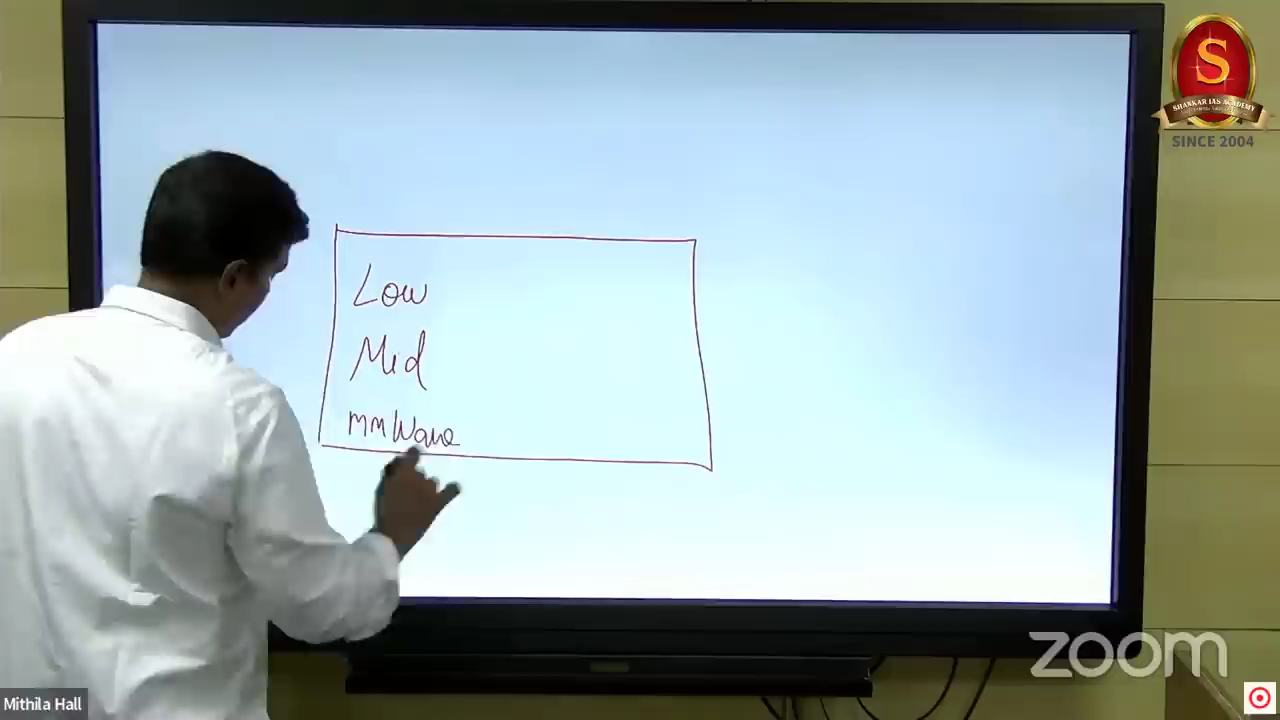 S
SHANKAR IAS ACADEMY
SINCE 2004
Low
Mid
mmWave
zoom
Mithila Hall